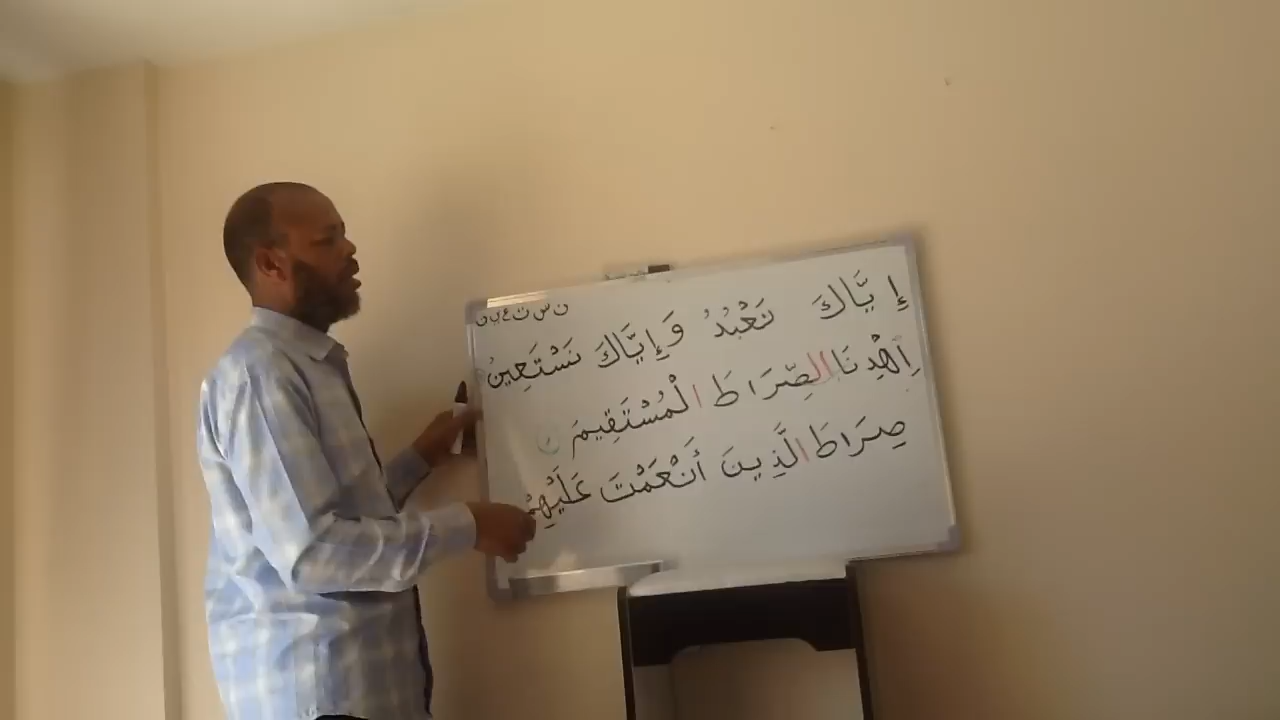 ن س ت ع ي ن
إِيَّاكَ نَعْبُدُ وَإِيَّاكَ نَسْتَعِينُ
اِهْدِنَا الصِّرَاطَ الْمُسْتَقِيمَ
صِرَاطَ الَّذِينَ أَنْعَمْتَ عَلَيْهِمْ